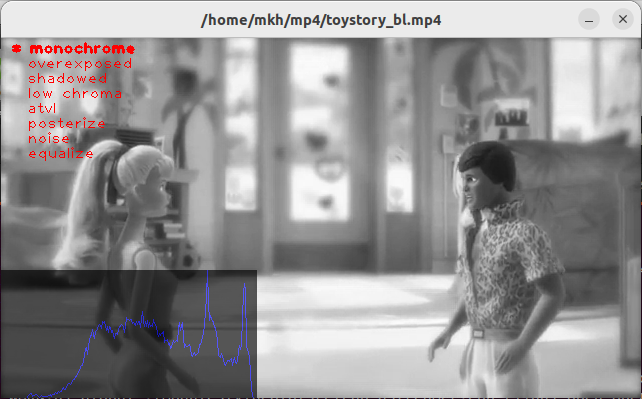 /home/mkh/mp4/toystory_bl.mp4
* monochrome
overexposed
shadowed
low chroma
atvl
posterize
noise
equalize